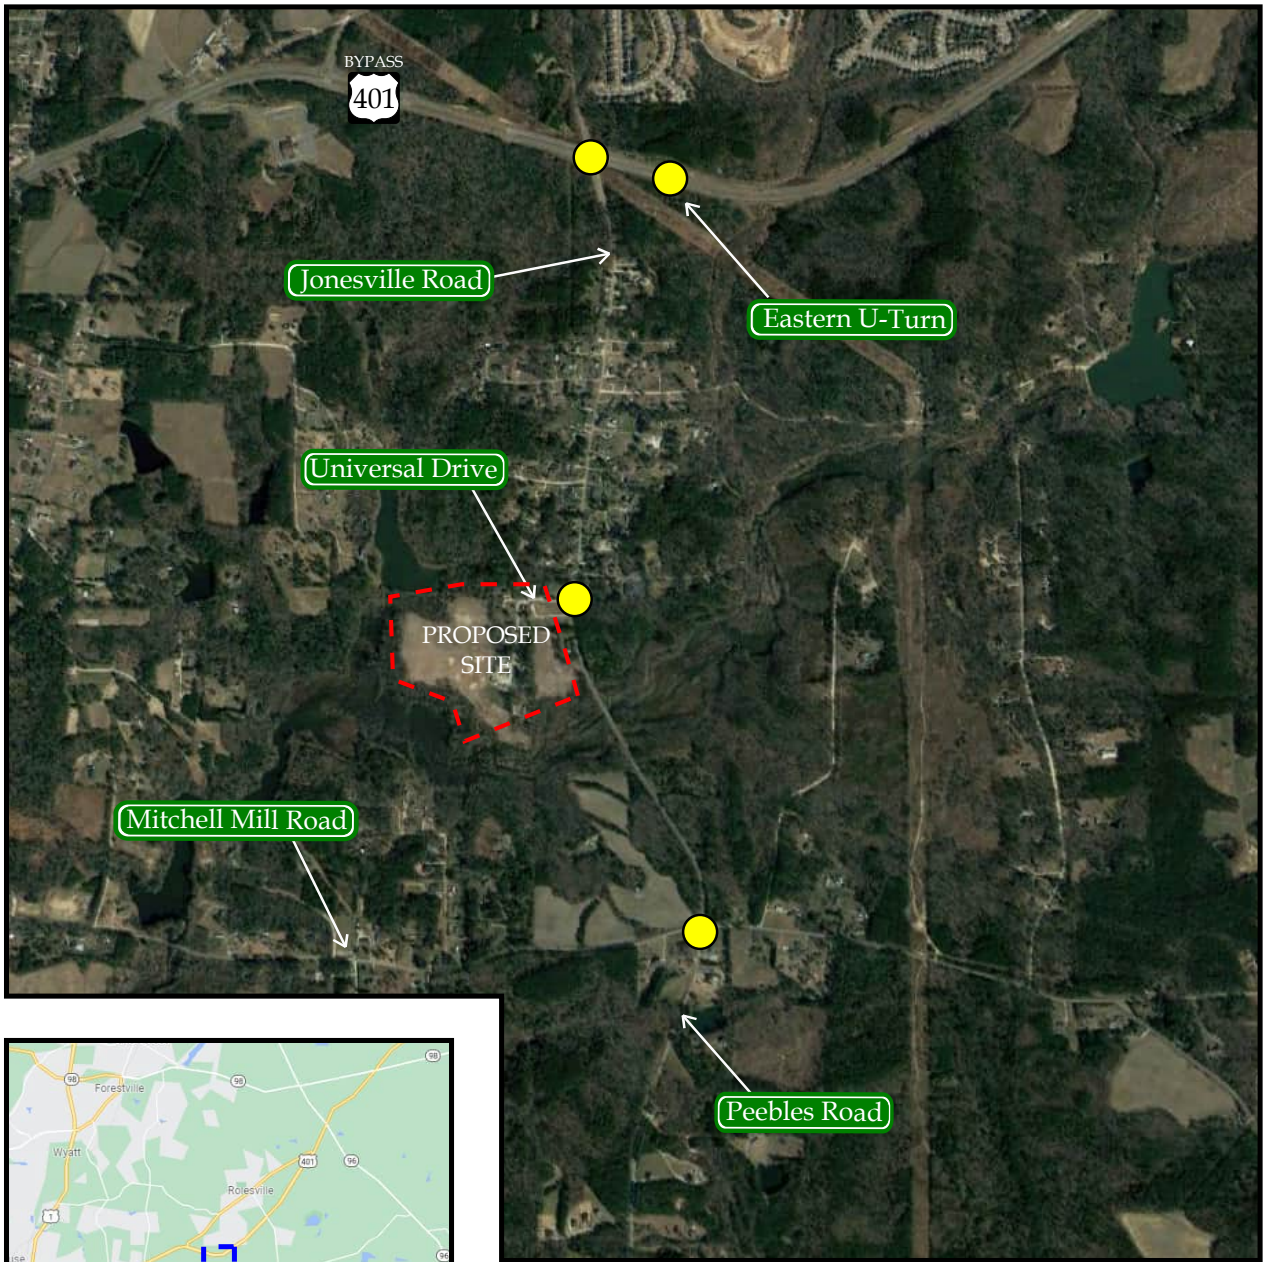 BYPASS
401
Jonesville Road
Eastern U-Turn
Universal Drive
PROPOSED
SITE
Mitchell Mill Road
Peebles Road
98
98
98
Forestville
Wyatt
401
96
Rolesville
1
96